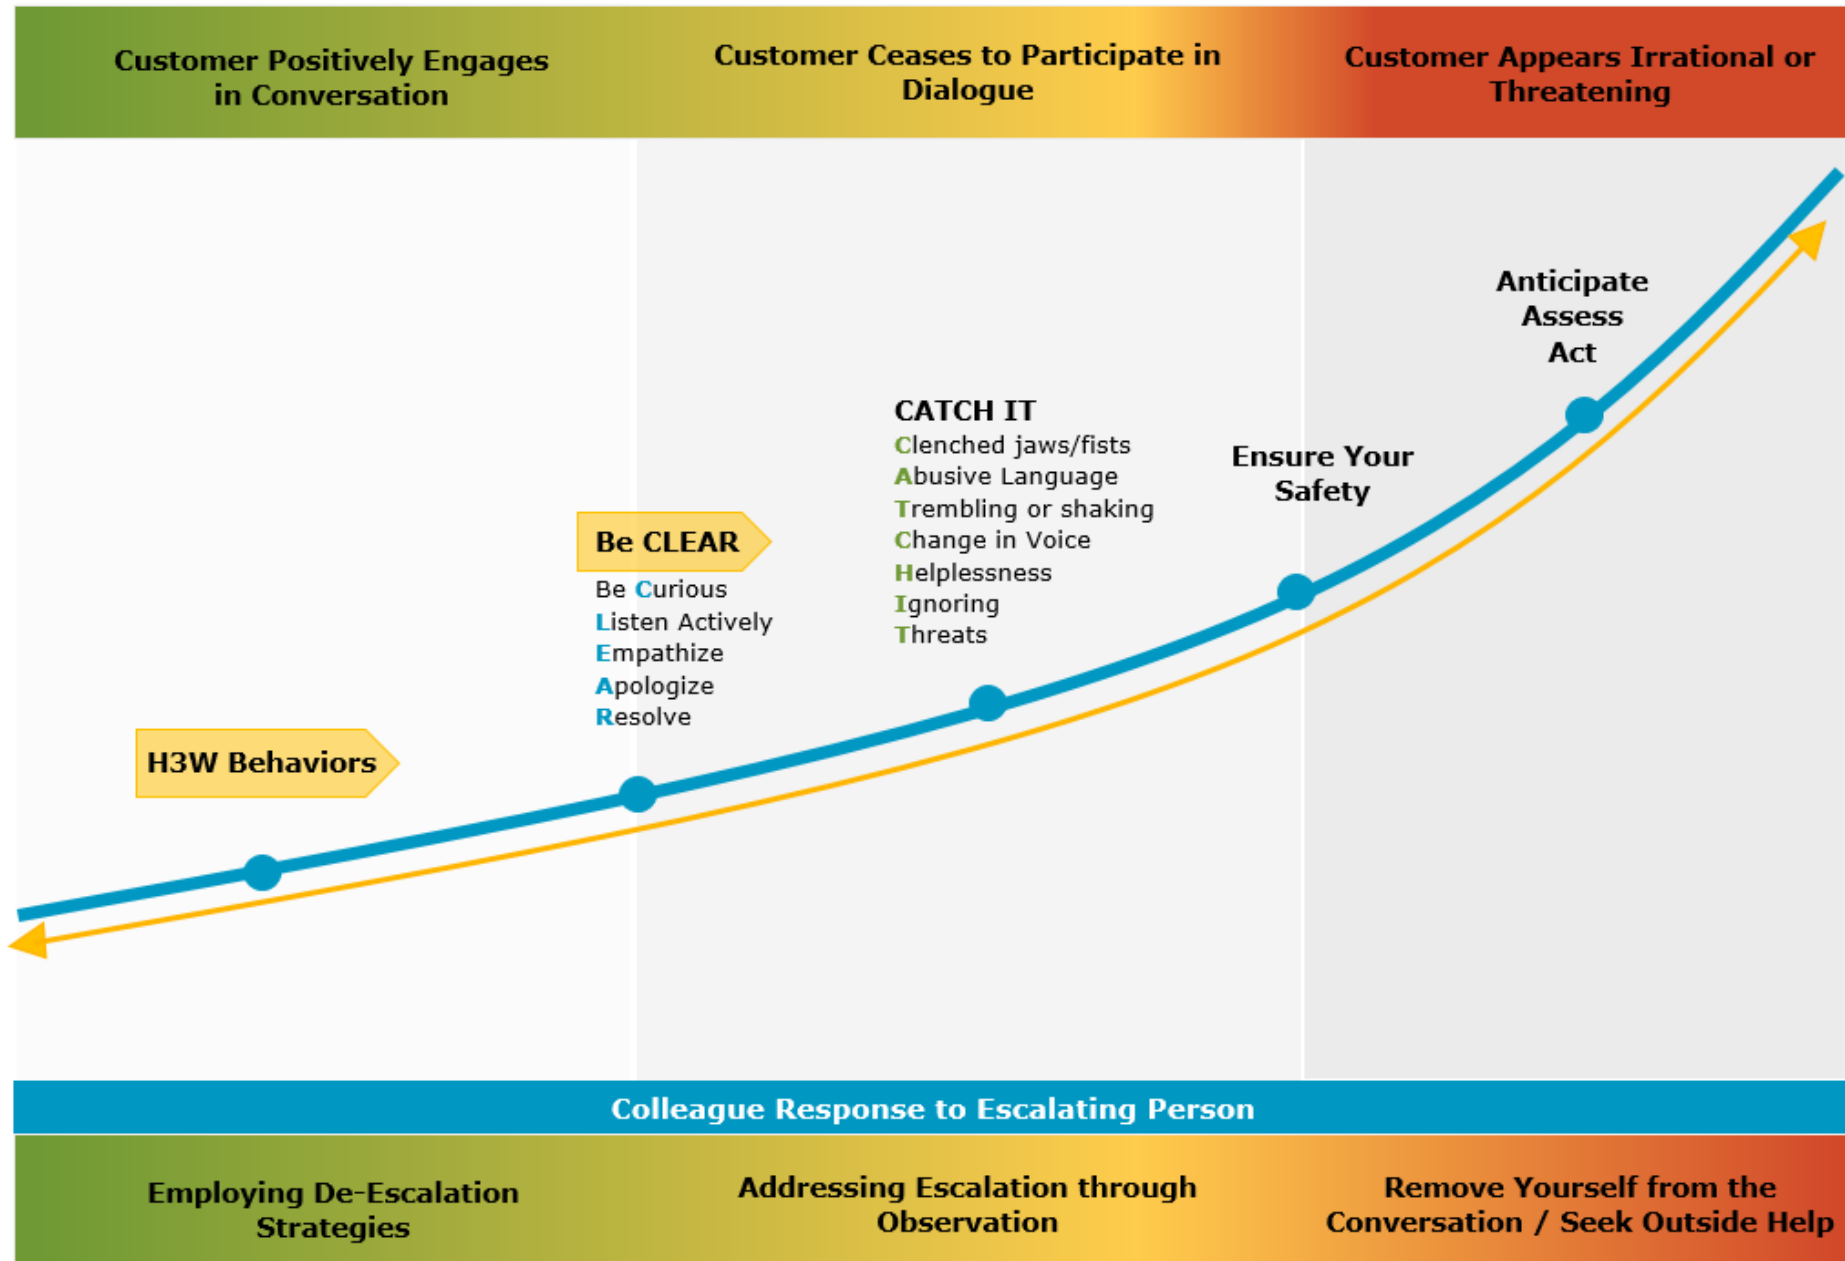 Customer Positively Engages
in Conversation
Customer Ceases to Participate in
Dialogue
Customer Appears Irrational or
Threatening
H3W Behaviors
Be CLEAR
Be Curious
Listen Actively
Empathize
Apologize
Resolve
CATCH IT
Clenched jaws/fists
Abusive Language
Trembling or shaking
Change in Voice
Helplessness
Ignoring
Threats
Ensure Your
Safety
Anticipate
Assess
Act
Colleague Response to Escalating Person
Employing De-Escalation
Strategies
Addressing Escalation through
Observation
Remove Yourself from the
Conversation / Seek Outside Help